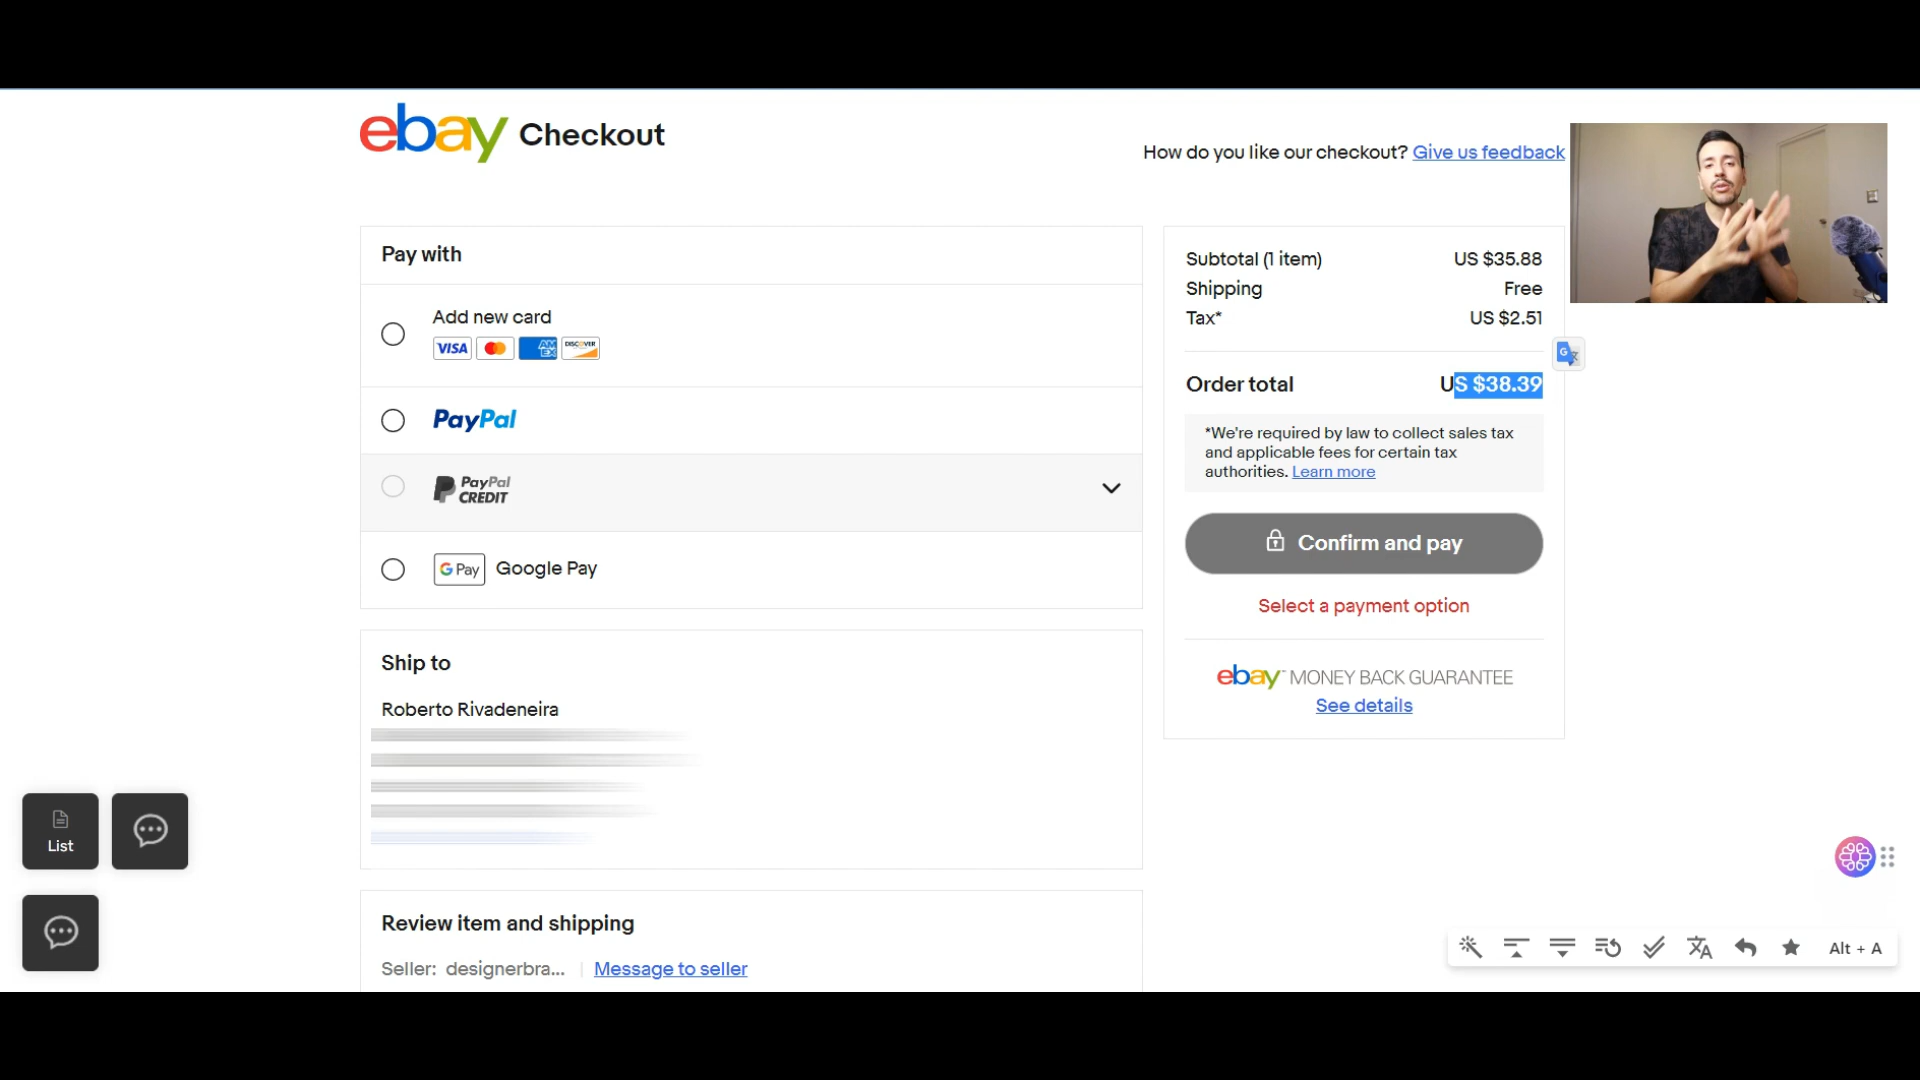 ebay Checkout
How do you like our checkout? Give us feedback
Pay with
Add new card
VISA AMEX DISCOVER
PayPal
PayPal CREDIT
G Pay Google Pay
Ship to
Roberto Rivadeneira
Review item and shipping
Seller: designerbra... | Message to seller
Subtotal (1 item) US $35.88
Shipping Free
Tax* US $2.51
Order total US $38.39
*We're required by law to collect sales tax
and applicable fees for certain tax
authorities. Learn more
Confirm and pay
Select a payment option
ebay™ MONEY BACK GUARANTEE
See details
List
Alt + A